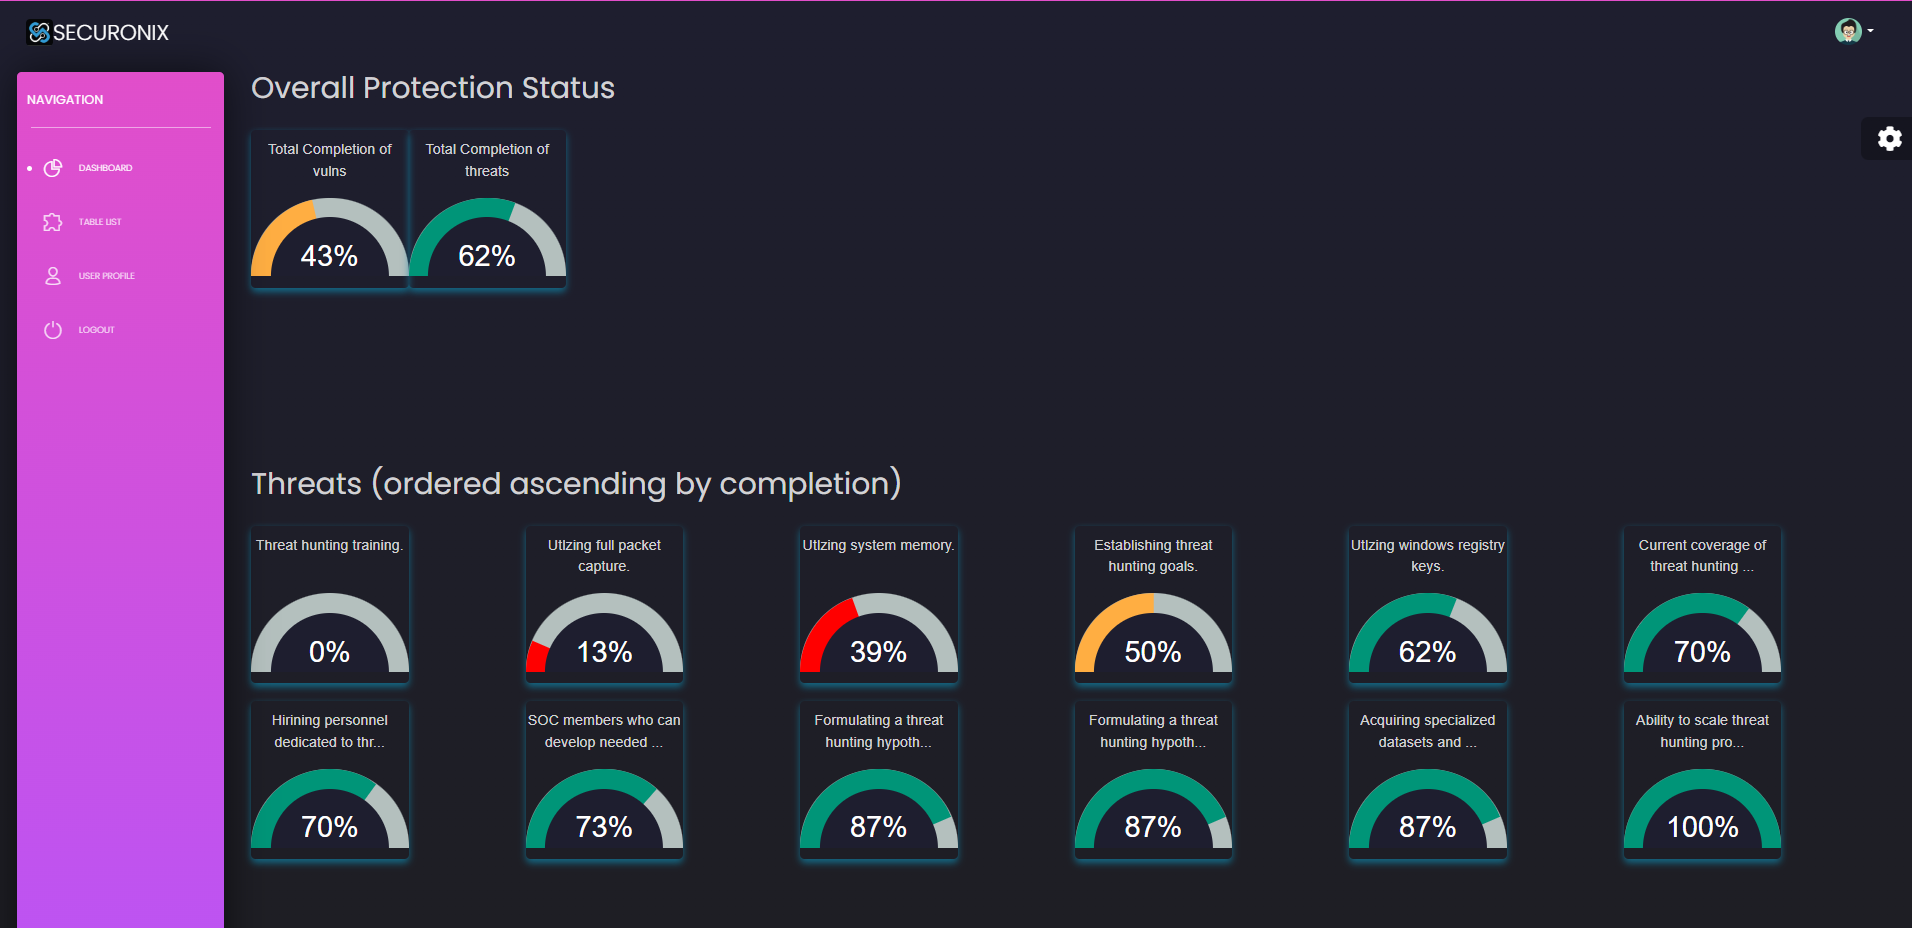 SECURONIX
NAVIGATION
DASHBOARD
TABLE LIST
USER PROFILE
LOGOUT
Overall Protection Status
Total Completion of
vulns
43%
Total Completion of
threats
62%
Threats (ordered ascending by completion)
Threat hunting training.
0%
Utlzing full packet
capture.
13%
Utlzing system memory.
39%
Establishing threat
hunting goals.
50%
Utlzing windows registry
keys.
62%
Current coverage of
threat hunting ...
70%
Hirining personnel
dedicated to thr...
70%
SOC members who can
develop needed ...
73%
Formulating a threat
hunting hypoth...
87%
Formulating a threat
hunting hypoth...
87%
Acquiring specialized
datasets and ...
87%
Ability to scale threat
hunting pro...
100%